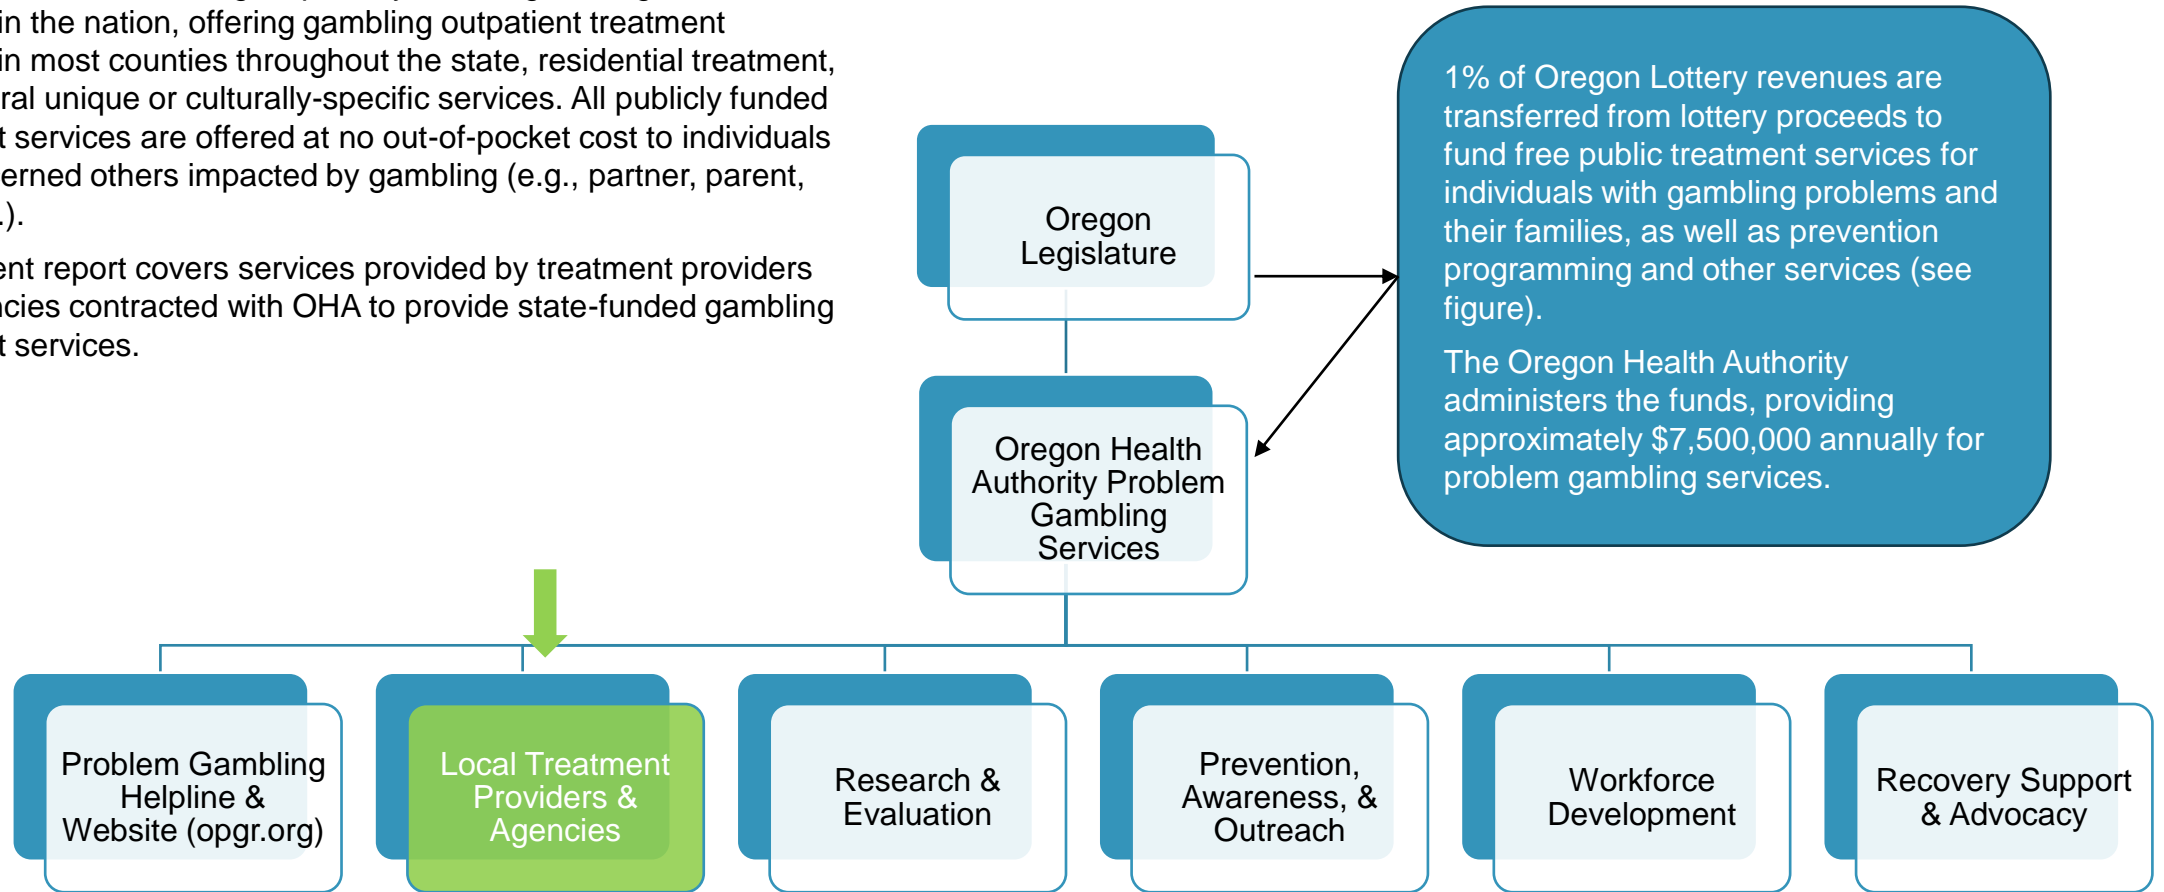 in the nation, offering gambling outpatient treatment
in most counties throughout the state, residential treatment,
ral unique or culturally-specific services. All publicly funded
t services are offered at no out-of-pocket cost to individuals
erned others impacted by gambling (e.g., partner, parent,
.).
ent report covers services provided by treatment providers
ncies contracted with OHA to provide state-funded gambling
t services.
1% of Oregon Lottery revenues are
transferred from lottery proceeds to
fund free public treatment services for
individuals with gambling problems and
their families, as well as prevention
programming and other services (see
figure).
The Oregon Health Authority
administers the funds, providing
approximately $7,500,000 annually for
problem gambling services.
Oregon
Legislature
Oregon Health
Authority Problem
Gambling
Services
Problem Gambling
Helpline &
Website (opgr.org)
Local Treatment
Providers &
Agencies
Research &
Evaluation
Prevention,
Awareness, &
Outreach
Workforce
Development
Recovery Support
& Advocacy